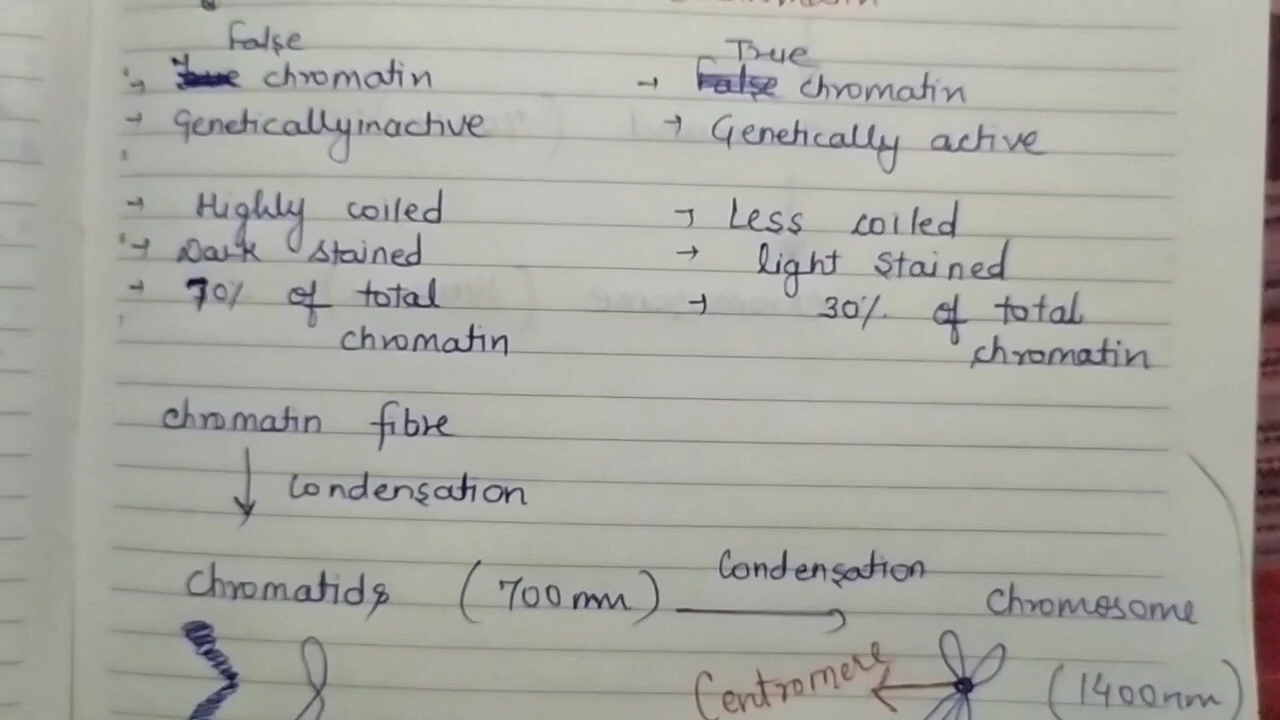 False
→ chromatin
→ Genetically inactive
→ Highly coiled
→ Dark stained
→ 70% of total
chromatin
True
→ False chromatin
→ Genetically active
→ Less coiled
→ light stained
→ 30% of total
chromatin
chromatin fibre
↓ Condensation
Chromatids (700nm) Condensation → Chromosome
Centromere ← (1400nm)